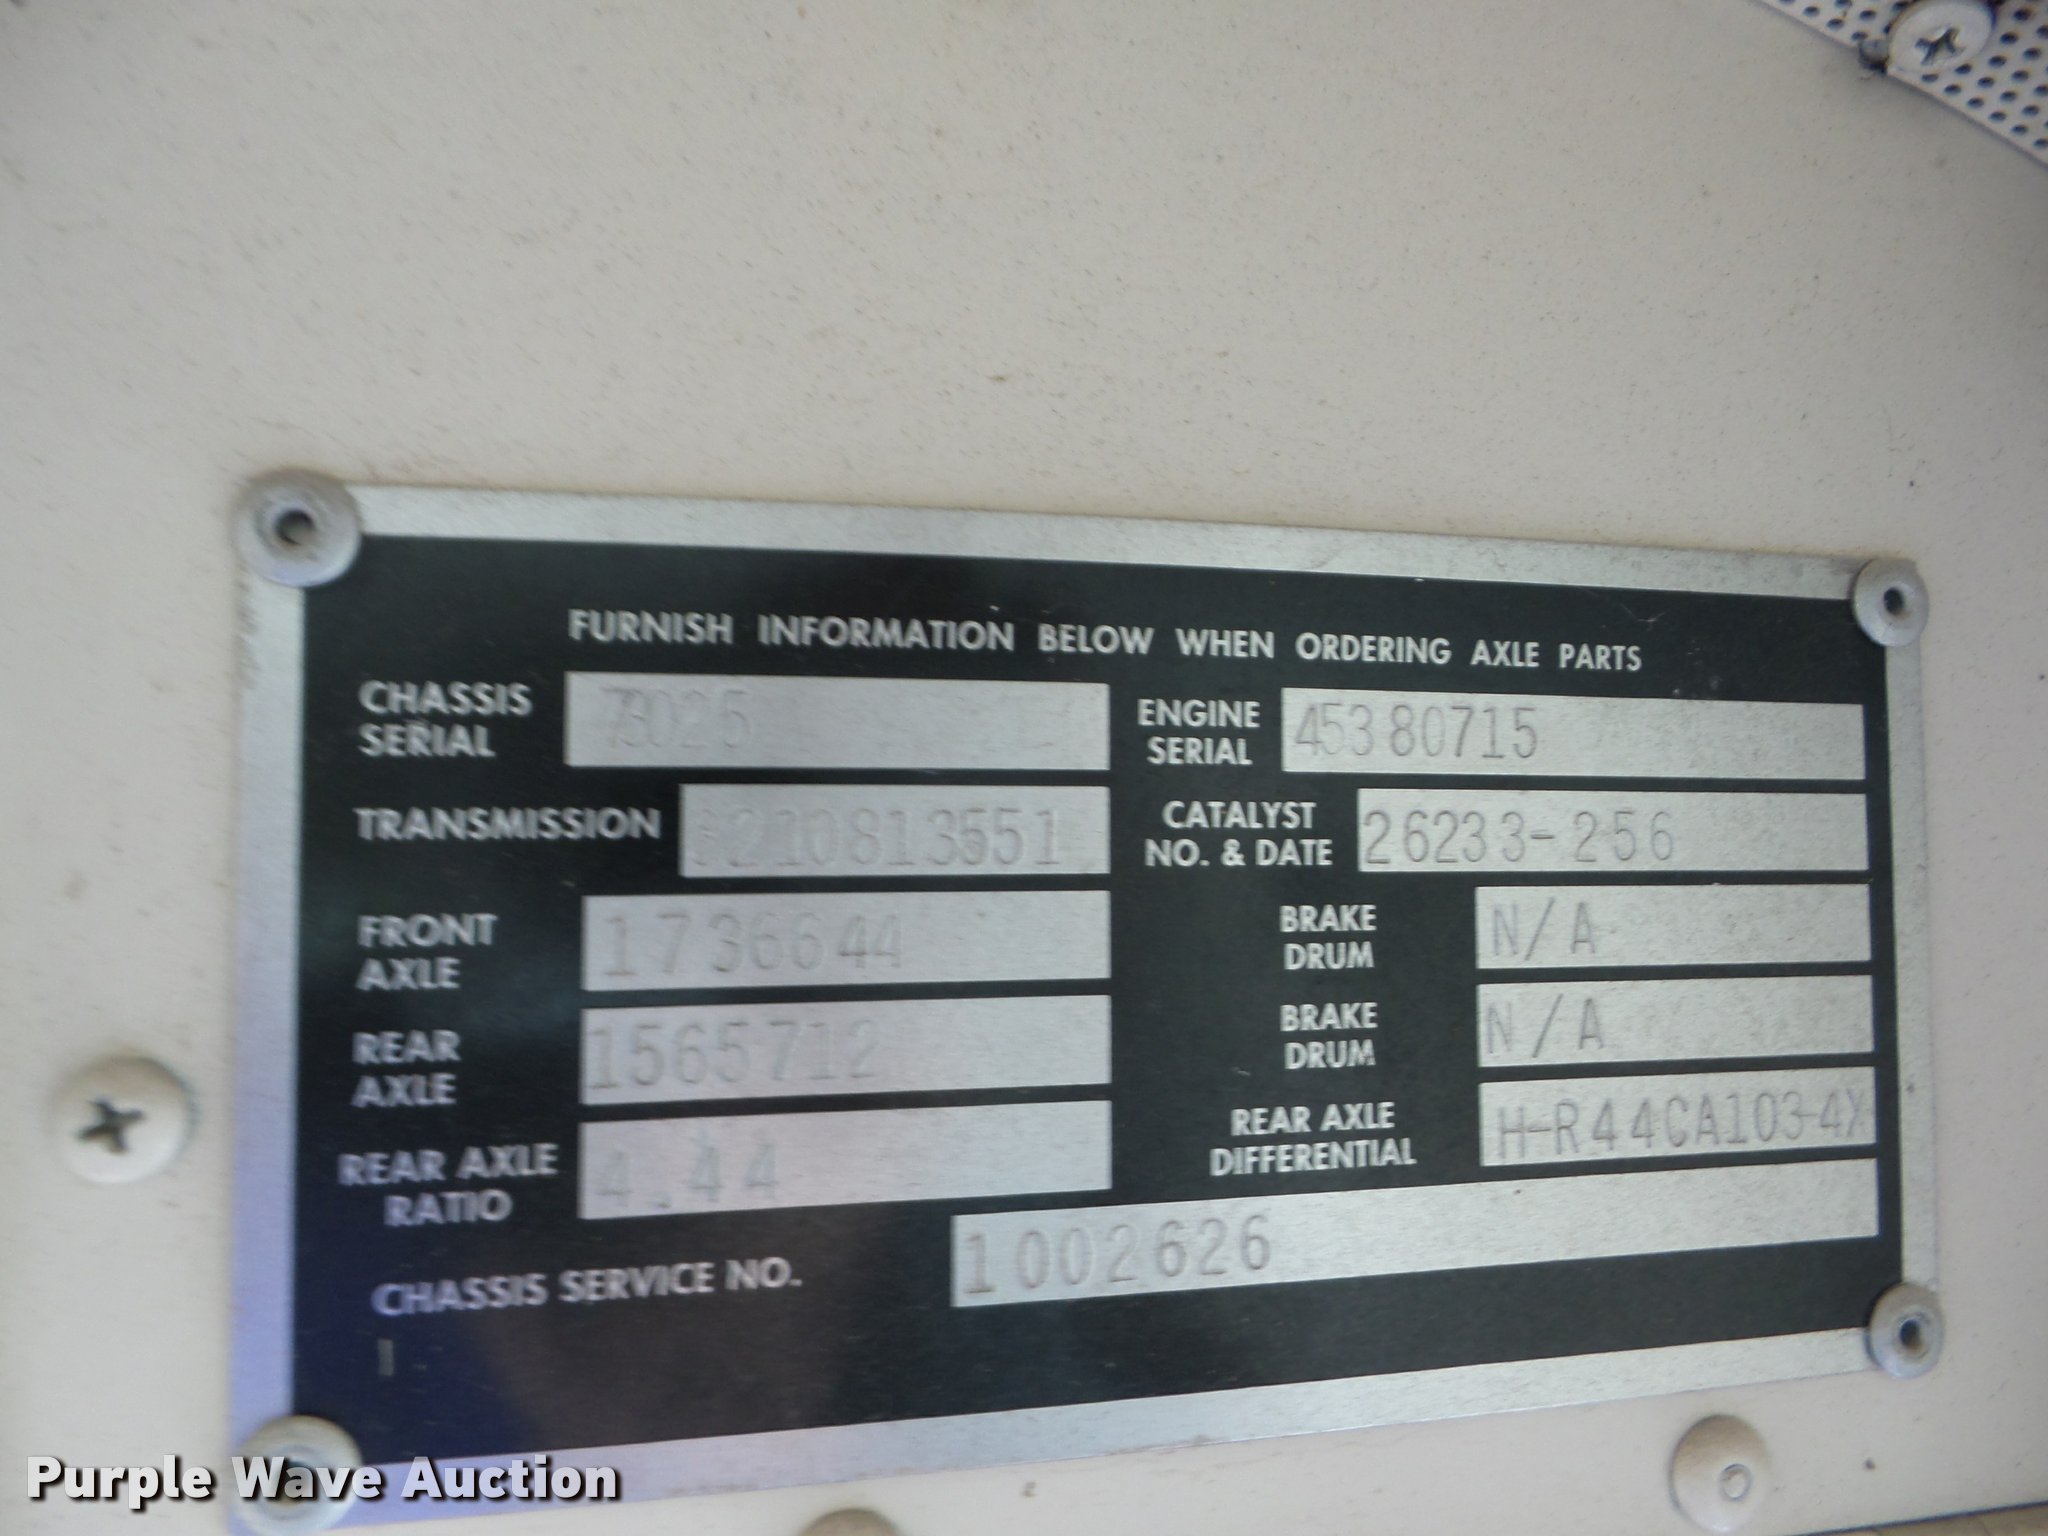 FURNISH INFORMATION BELOW WHEN ORDERING AXLE PARTS
CHASSIS SERIAL 73025
ENGINE SERIAL 45380715
TRANSMISSION
CATALYST NO. & DATE 26233-256
FRONT AXLE 1736644
BRAKE DRUM N/A
REAR AXLE 1565712
BRAKE DRUM N/A
REAR AXLE RATIO 4.44
REAR AXLE DIFFERENTIAL H-R44CA103-4X
CHASSIS SERVICE NO. 1002626
Purple Wave Auction